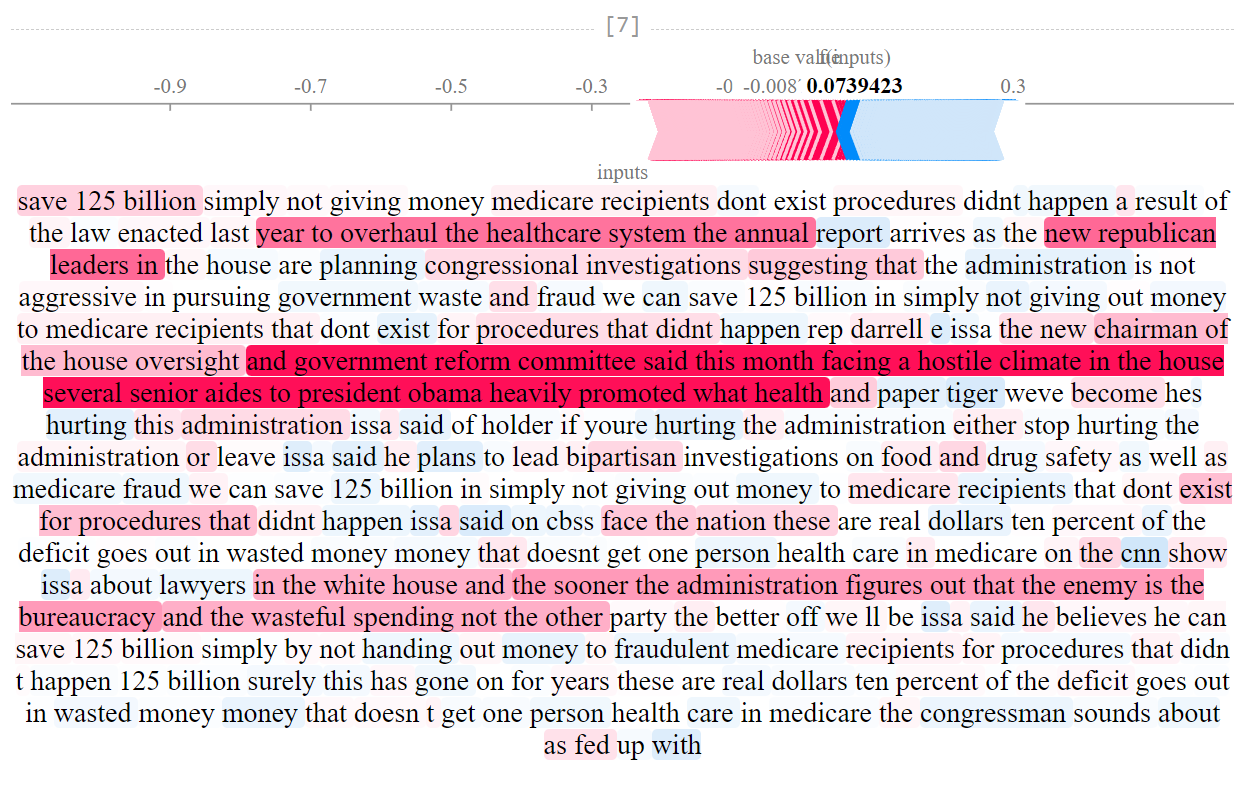 [7]
base value f(inputs)
-0.9 -0.7 -0.5 -0.3 -0 -0.008 0.0739423 0.3
inputs
save 125 billion simply not giving money medicare recipients dont exist procedures didnt happen a result of
the law enacted last year to overhaul the healthcare system the annual report arrives as the new republican
leaders in the house are planning congressional investigations suggesting that the administration is not
aggressive in pursuing government waste and fraud we can save 125 billion in simply not giving out money
to medicare recipients that dont exist for procedures that didnt happen rep darrell e issa the new chairman of
the house oversight and government reform committee said this month facing a hostile climate in the house
several senior aides to president obama heavily promoted what health and paper tiger weve become hes
hurting this administration issa said of holder if youre hurting the administration either stop hurting the
administration or leave issa said he plans to lead bipartisan investigations on food and drug safety as well as
medicare fraud we can save 125 billion in simply not giving out money to medicare recipients that dont exist
for procedures that didnt happen issa said on cbss face the nation these are real dollars ten percent of the
deficit goes out in wasted money money that doesnt get one person health care in medicare on the cnn show
issa about lawyers in the white house and the sooner the administration figures out that the enemy is the
bureaucracy and the wasteful spending not the other party the better off we ll be issa said he believes he can
save 125 billion simply by not handing out money to fraudulent medicare recipients for procedures that didn
t happen 125 billion surely this has gone on for years these are real dollars ten percent of the deficit goes out
in wasted money money that doesn t get one person health care in medicare the congressman sounds about
as fed up with